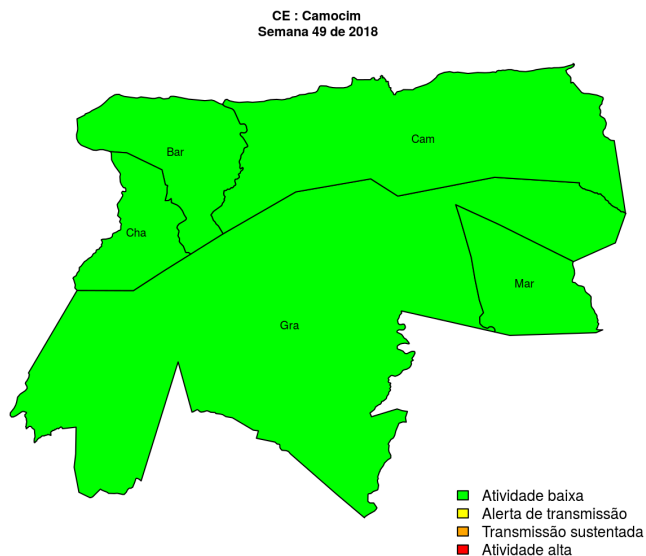 CE : Camocim
Semana 49 de 2018
Bar
Cam
Cha
Mar
Gra
Atividade baixa
Alerta de transmissão
Transmissão sustentada
Atividade alta